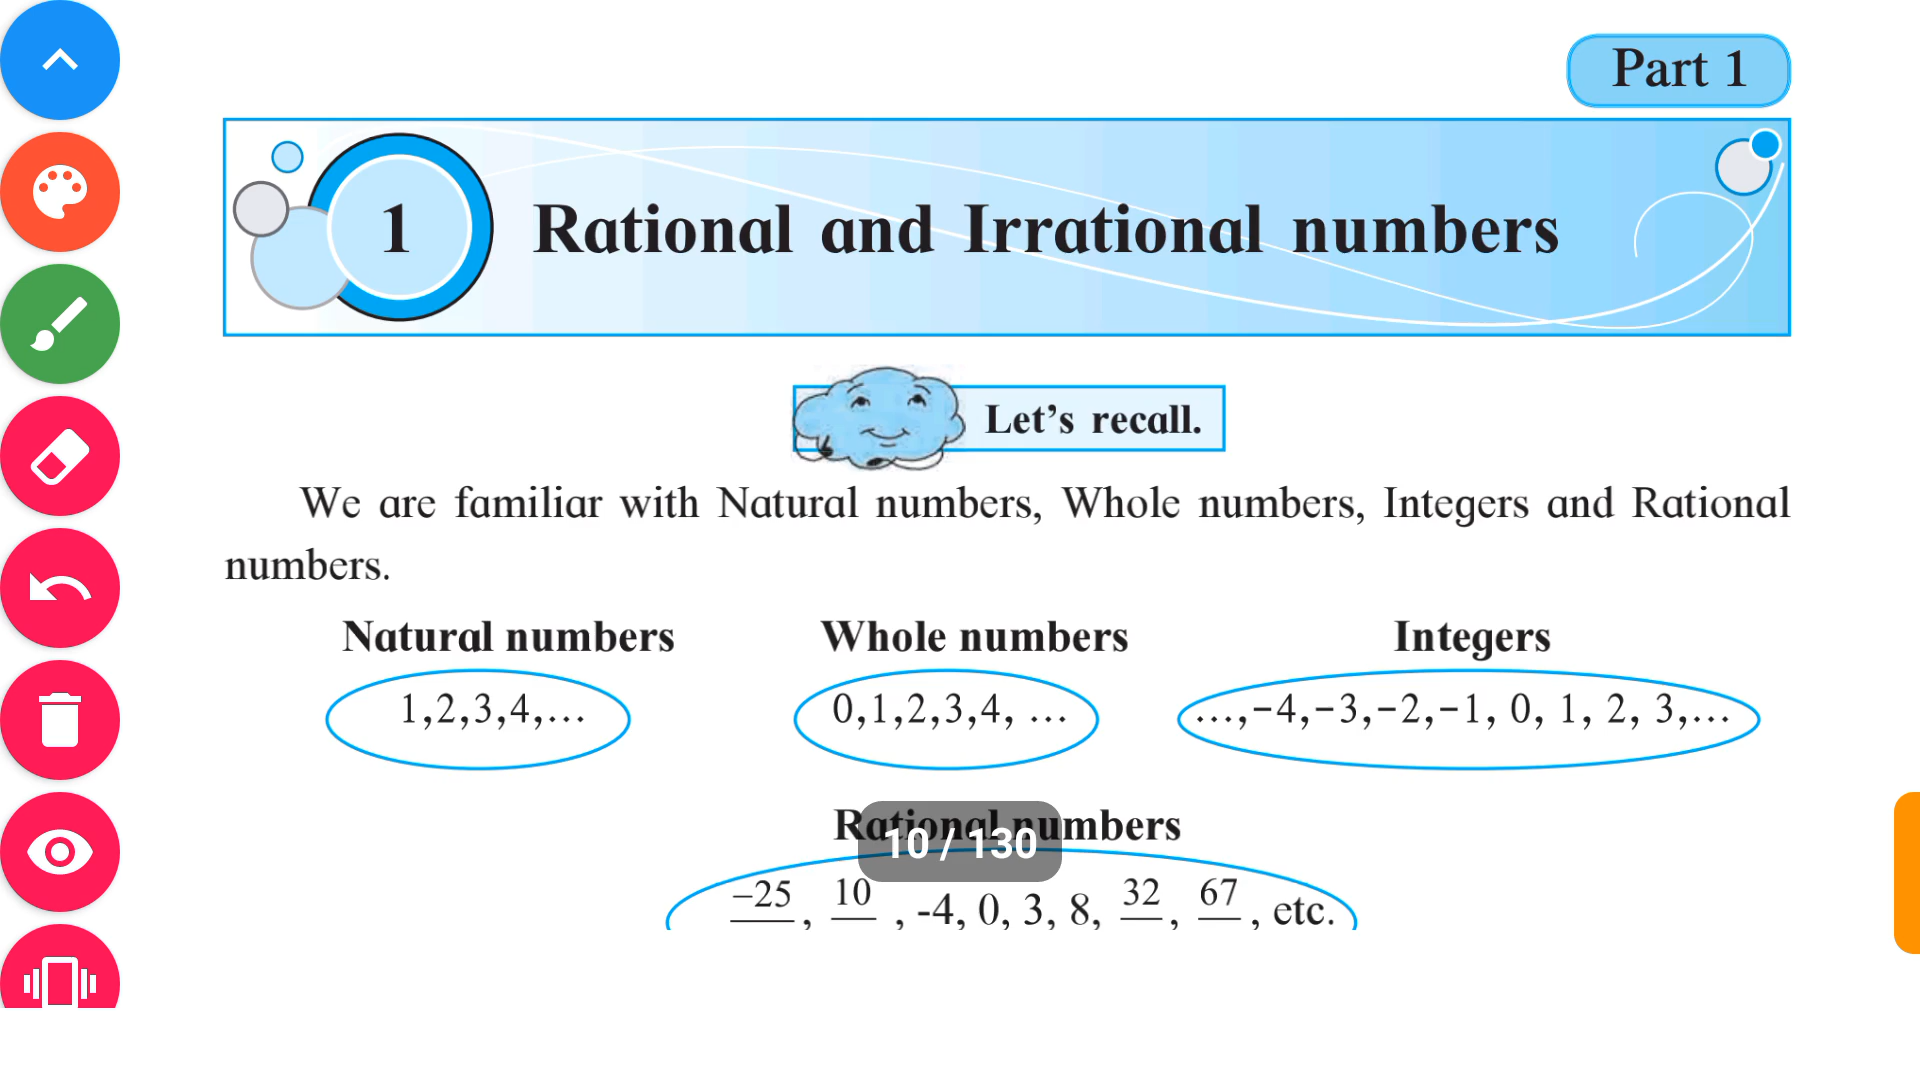 Part 1
1 Rational and Irrational numbers
Let’s recall.
We are familiar with Natural numbers, Whole numbers, Integers and Rational
numbers.
Natural numbers Whole numbers Integers
1,2,3,4,... 0,1,2,3,4, ... ...,−4,−3,−2,−1, 0, 1, 2, 3,...
Rational numbers
10 / 130
−25, 10, -4, 0, 3, 8, 32, 67, etc.